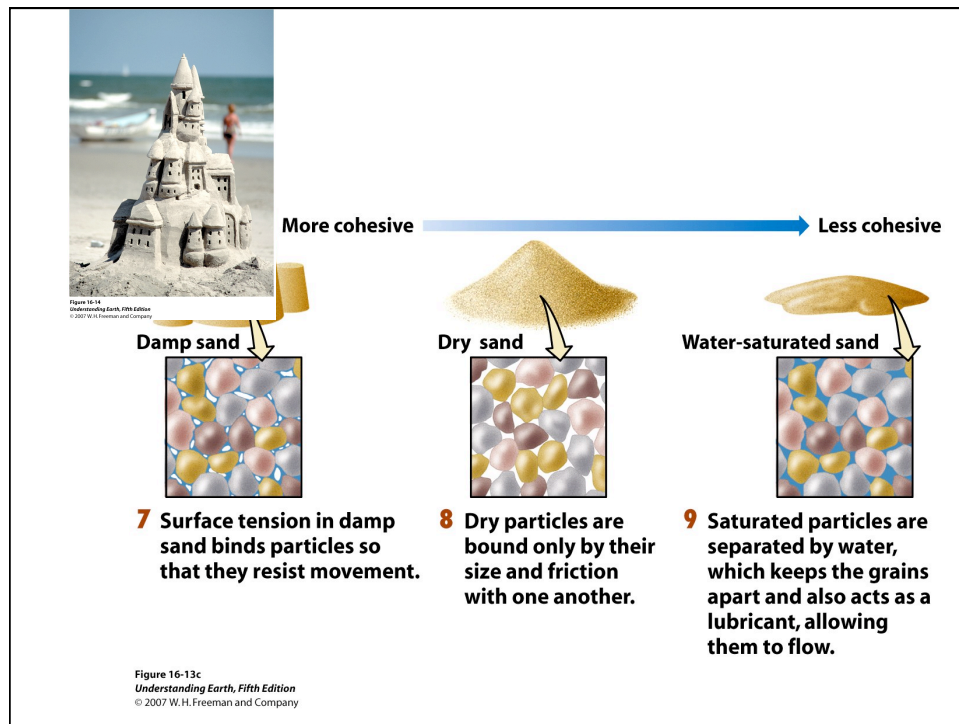 Figure 16-14
Understanding Earth, Fifth Edition
© 2007 W. H. Freeman and Company
More cohesive
Less cohesive
Damp sand
Dry sand
Water-saturated sand
7 Surface tension in damp
sand binds particles so
that they resist movement.
8 Dry particles are
bound only by their
size and friction
with one another.
9 Saturated particles are
separated by water,
which keeps the grains
apart and also acts as a
lubricant, allowing
them to flow.
Figure 16-13c
Understanding Earth, Fifth Edition
© 2007 W. H. Freeman and Company